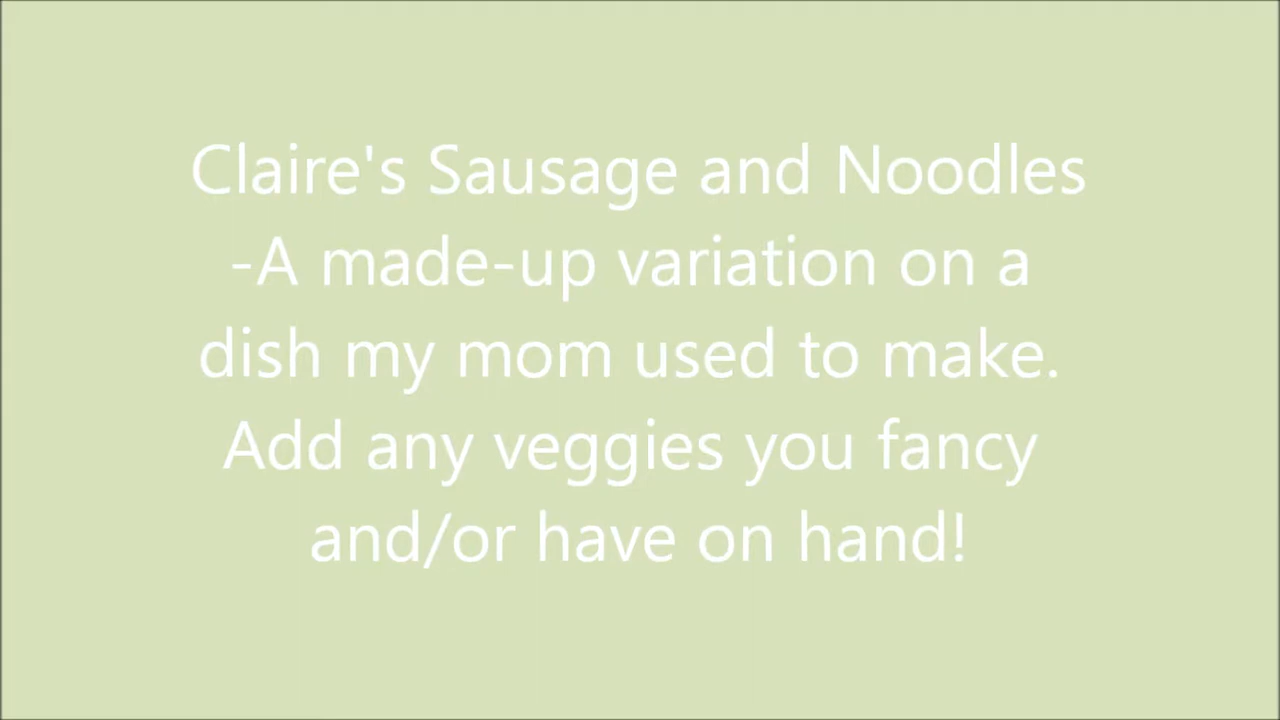 Claire's Sausage and Noodles
-A made-up variation on a
dish my mom used to make.
Add any veggies you fancy
and/or have on hand!